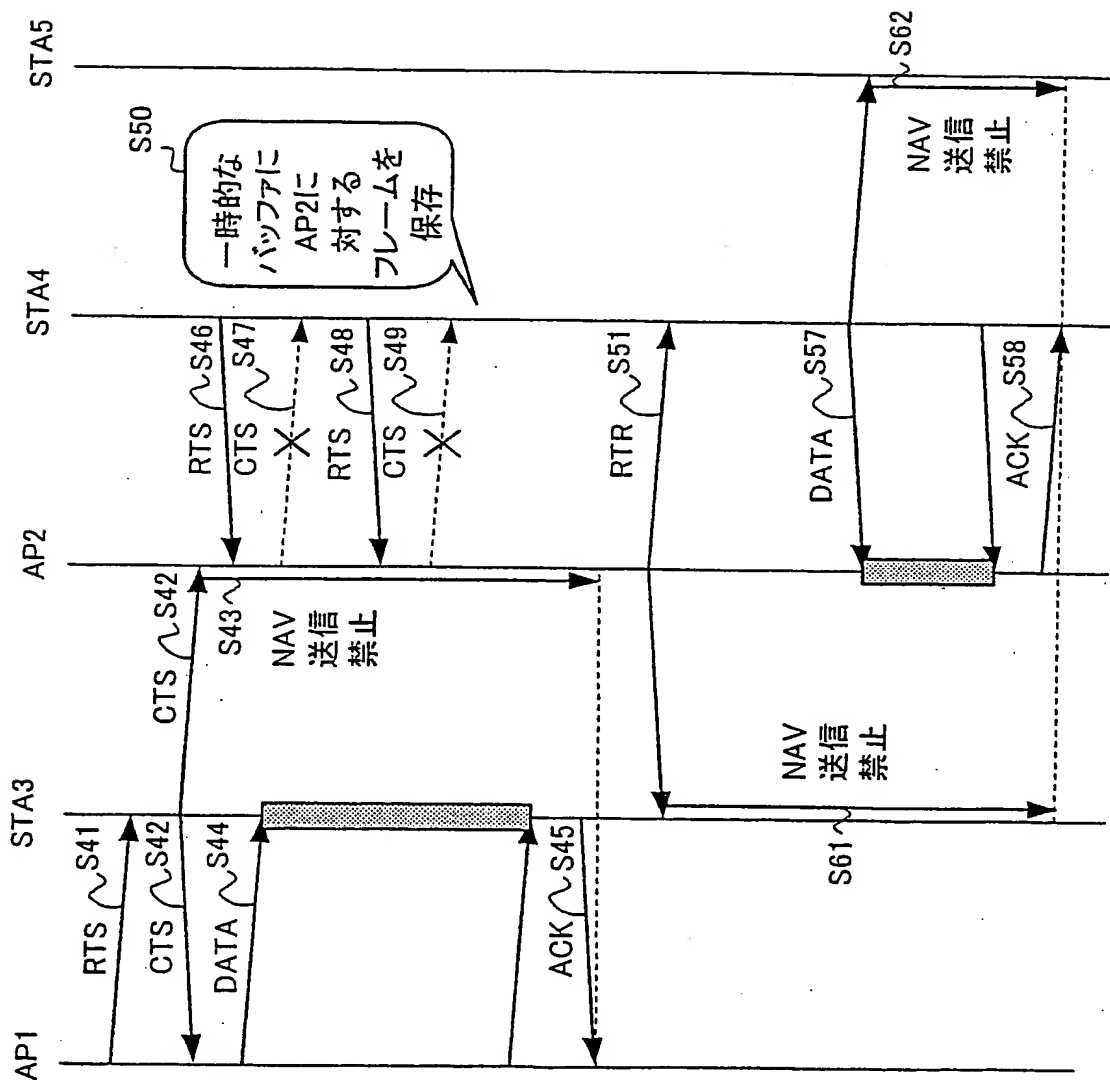 AP1
STA3
AP2
STA4
STA5
RTS S41
CTS S42
CTS S42
DATA S44
S43
NAV
送信
禁止
ACK S45
RTS S46
CTS S47
RTS S48
CTS S49
S50
一時的な
バッファに
AP2に
対する
フレームを
保存
RTR S51
NAV
送信
禁止
S61
DATA S57
ACK S58
NAV
送信
禁止
S62